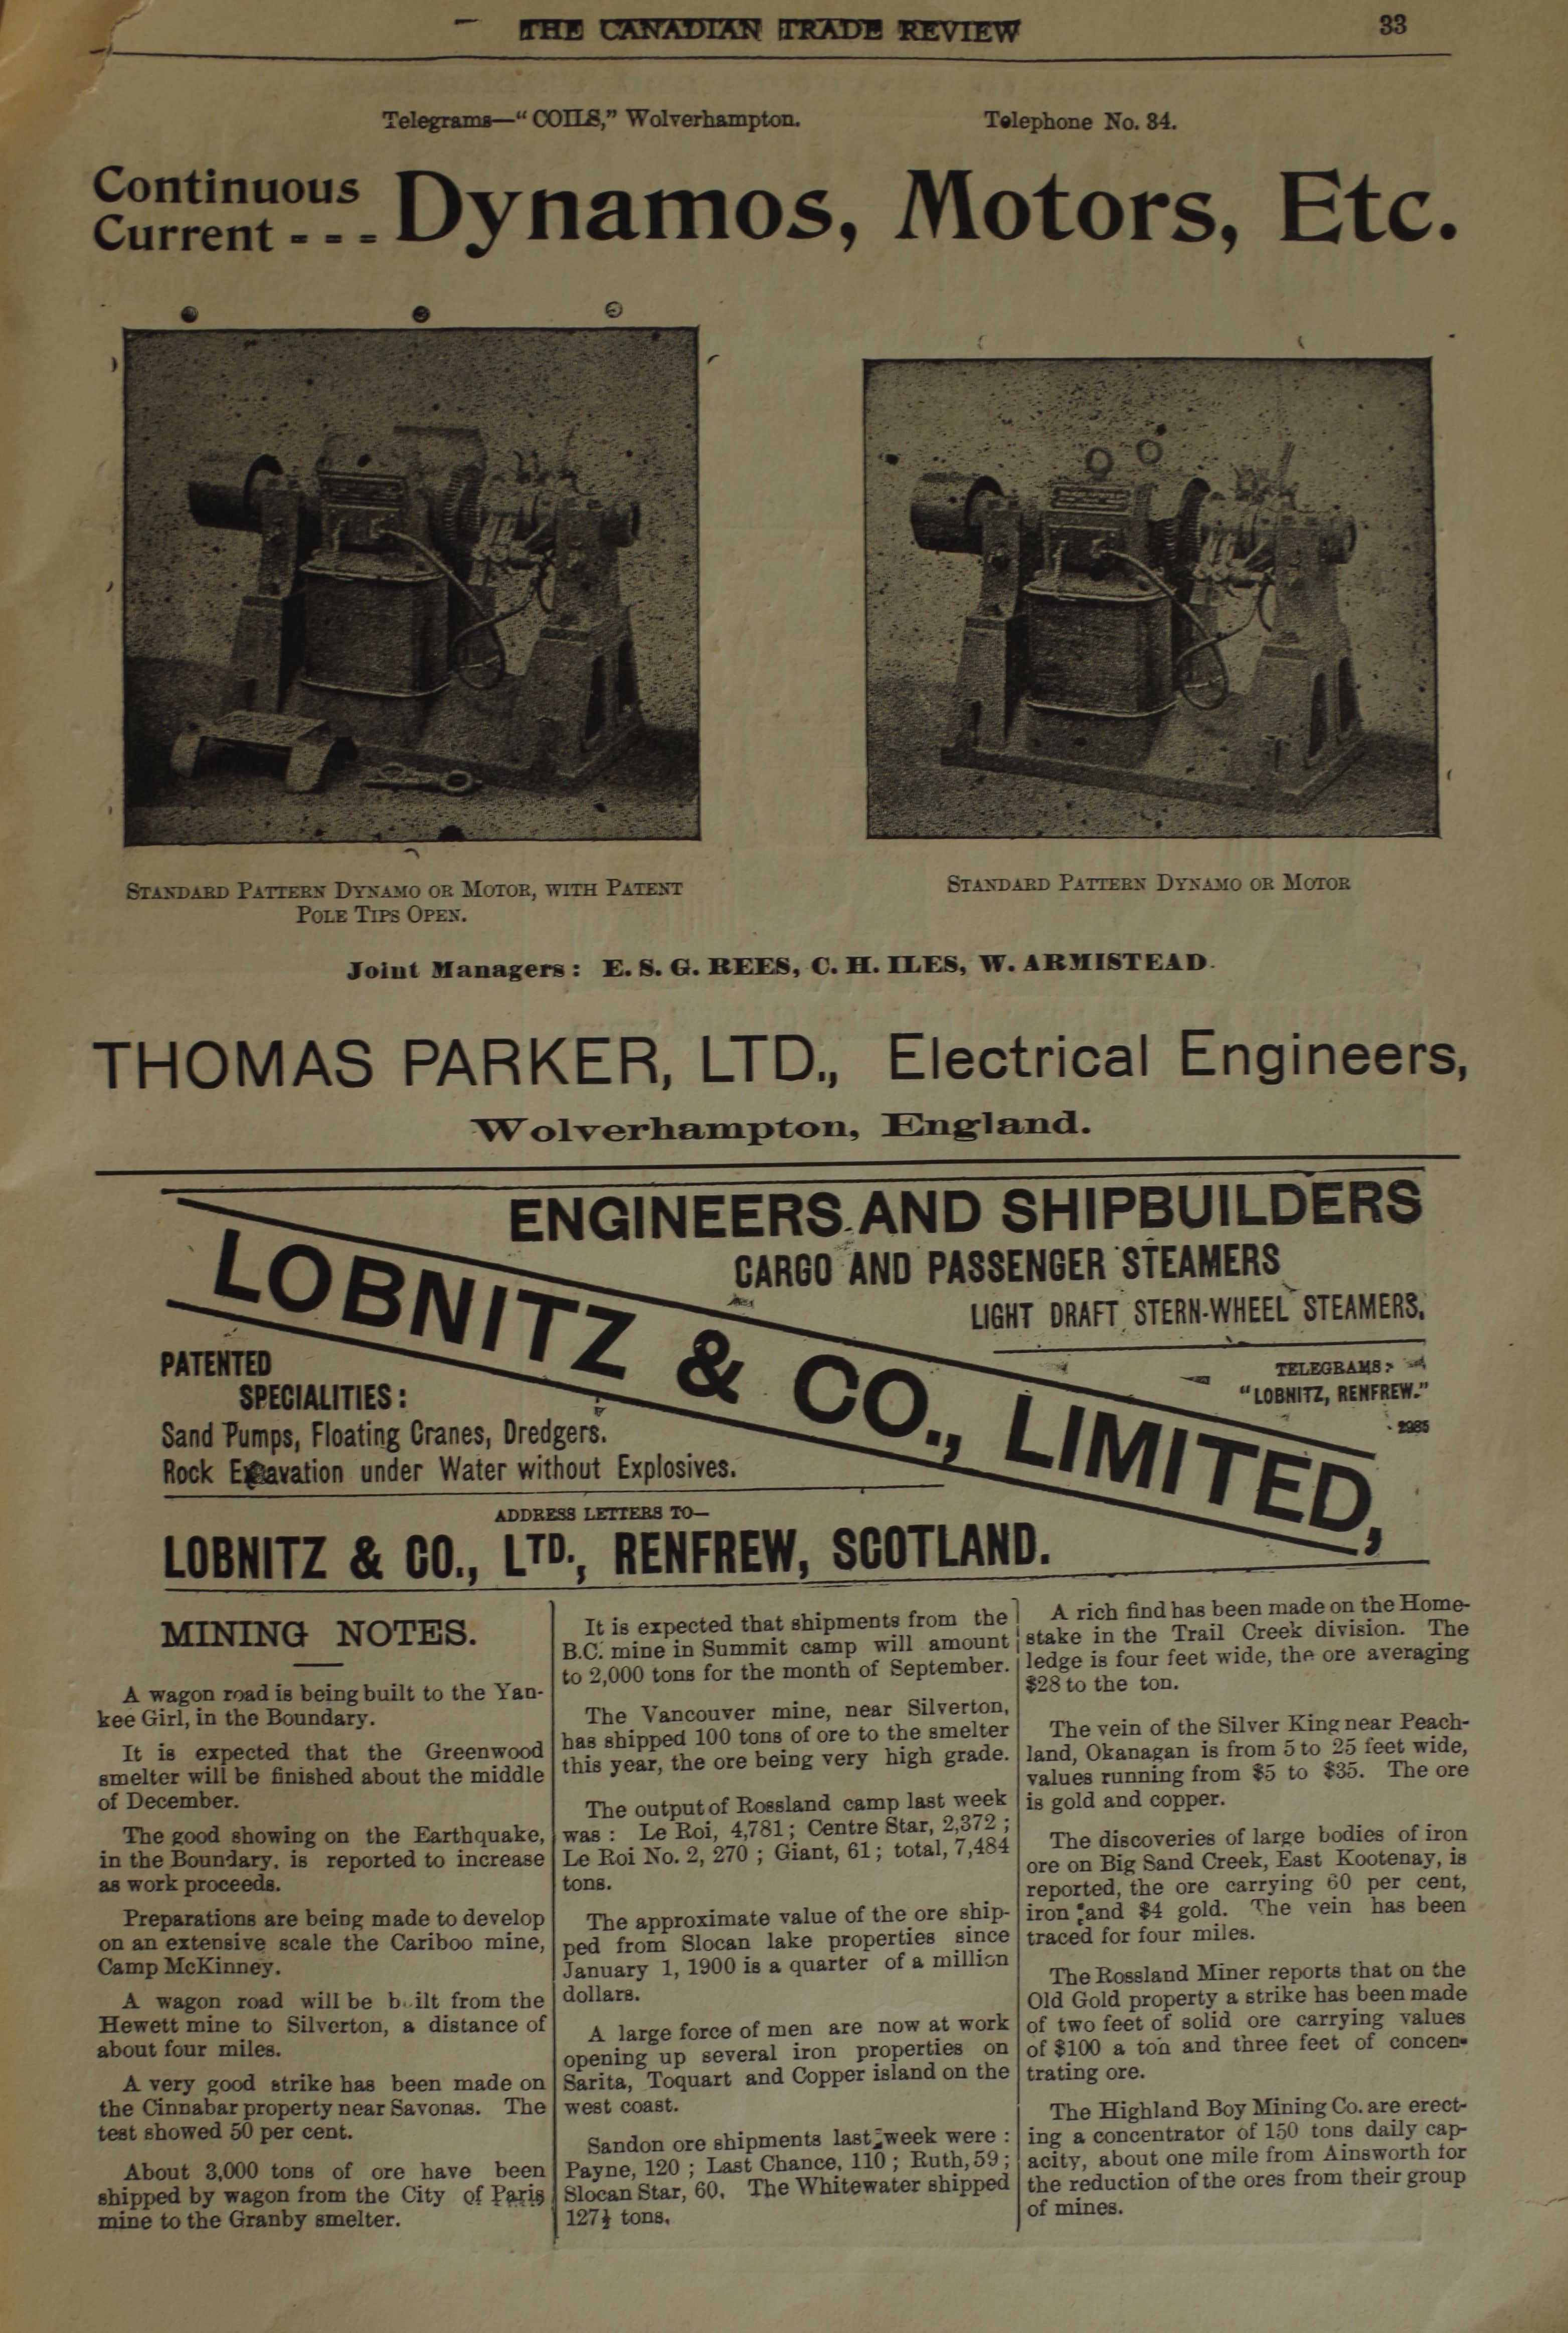 THE CANADIAN TRADE REVIEW
33
Telegrams—"COILS," Wolverhampton.
Telephone No. 34.
Continuous
Current - - - Dynamos, Motors, Etc.
STANDARD PATTERN DYNAMO OR MOTOR, WITH PATENT
POLE TIPS OPEN.
STANDARD PATTERN DYNAMO OR MOTOR
Joint Managers: E. S. G. REES, C. H. ILES, W. ARMISTEAD.
THOMAS PARKER, LTD., Electrical Engineers,
Wolverhampton, England.
ENGINEERS AND SHIPBUILDERS
CARGO AND PASSENGER STEAMERS
LIGHT DRAFT STERN-WHEEL STEAMERS.
LOBNITZ & CO., LIMITED,
TELEGRAMS:
"LOBNITZ, RENFREW."
2985
PATENTED
SPECIALITIES:
Sand Pumps, Floating Cranes, Dredgers.
Rock Excavation under Water without Explosives.
ADDRESS LETTERS TO—
LOBNITZ & CO., LTD., RENFREW, SCOTLAND.
MINING NOTES.
A wagon road is being built to the Yan-
kee Girl, in the Boundary.
It is expected that the Greenwood
smelter will be finished about the middle
of December.
The good showing on the Earthquake,
in the Boundary, is reported to increase
as work proceeds.
Preparations are being made to develop
on an extensive scale the Cariboo mine,
Camp McKinney.
A wagon road will be built from the
Hewett mine to Silverton, a distance of
about four miles.
A very good strike has been made on
the Cinnabar property near Savonas. The
test showed 50 per cent.
About 3,000 tons of ore have been
shipped by wagon from the City of Paris
mine to the Granby smelter.
It is expected that shipments from the
B.C. mine in Summit camp will amount
to 2,000 tons for the month of September.
The Vancouver mine, near Silverton,
has shipped 100 tons of ore to the smelter
this year, the ore being very high grade.
The output of Rossland camp last week
was: Le Roi, 4,781; Centre Star, 2,372;
Le Roi No. 2, 270; Giant, 61; total, 7,484
tons.
The approximate value of the ore ship-
ped from Slocan lake properties since
January 1, 1900 is a quarter of a million
dollars.
A large force of men are now at work
opening up several iron properties on
Sarita, Toquart and Copper island on the
west coast.
Sandon ore shipments last week were:
Payne, 120; Last Chance, 110; Ruth, 59;
Slocan Star, 60. The Whitewater shipped
127½ tons.
A rich find has been made on the Home-
stake in the Trail Creek division. The
ledge is four feet wide, the ore averaging
$28 to the ton.
The vein of the Silver King near Peach-
land, Okanagan is from 5 to 25 feet wide,
values running from $5 to $35. The ore
is gold and copper.
The discoveries of large bodies of iron
ore on Big Sand Creek, East Kootenay, is
reported, the ore carrying 60 per cent,
iron and $4 gold. The vein has been
traced for four miles.
The Rossland Miner reports that on the
Old Gold property a strike has been made
of two feet of solid ore carrying values
of $100 a ton and three feet of concen-
trating ore.
The Highland Boy Mining Co. are erect-
ing a concentrator of 150 tons daily cap-
acity, about one mile from Ainsworth for
the reduction of the ores from their group
of mines.